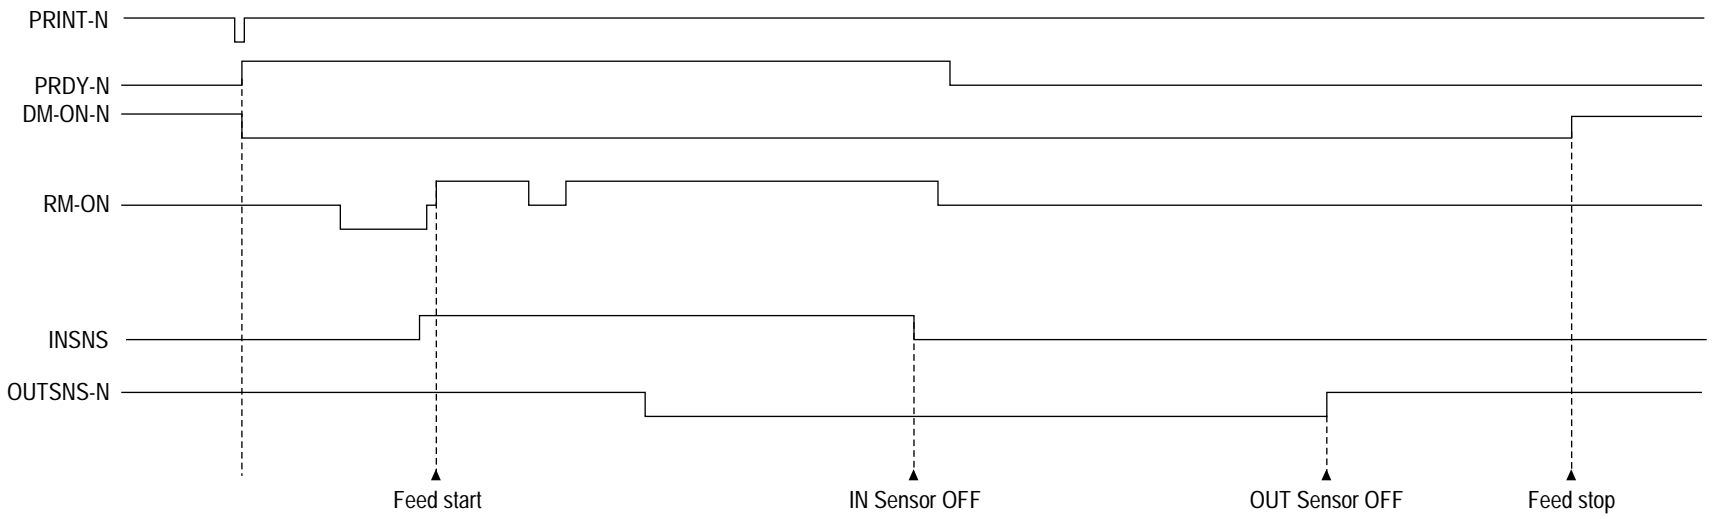 PRINT-N
PRDY-N
DM-ON-N
RM-ON
INSNS
OUTSNS-N
Feed start
IN Sensor OFF
OUT Sensor OFF
Feed stop